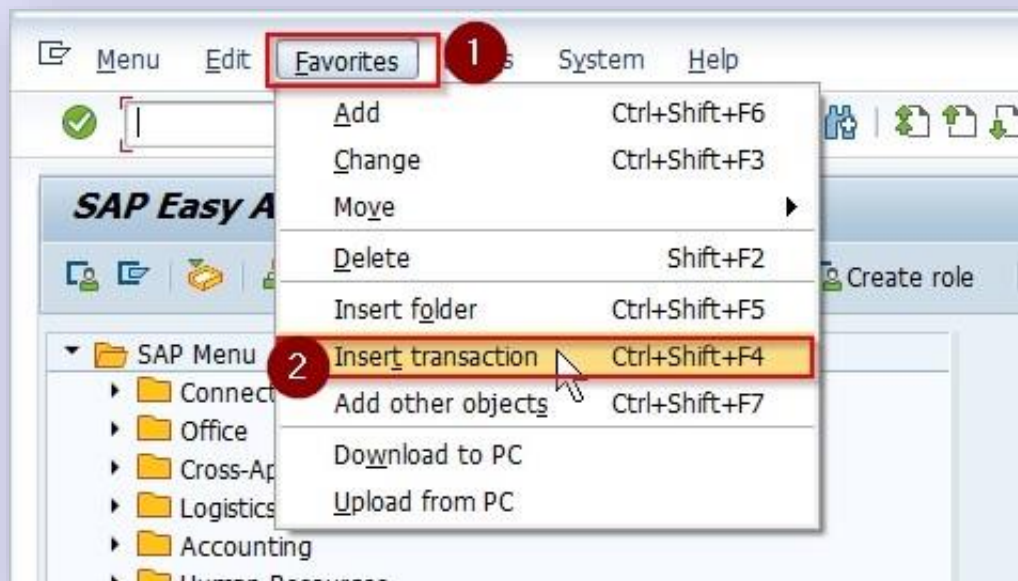 Menu Edit Favorites 1 s System Help
Add Ctrl+Shift+F6
Change Ctrl+Shift+F3
Move
SAP Easy A
Delete Shift+F2
Create role
Insert folder Ctrl+Shift+F5
SAP Menu
2 Insert transaction Ctrl+Shift+F4
Connect
Add other objects Ctrl+Shift+F7
Office
Download to PC
Cross-Ap
Upload from PC
Logistics
Accounting